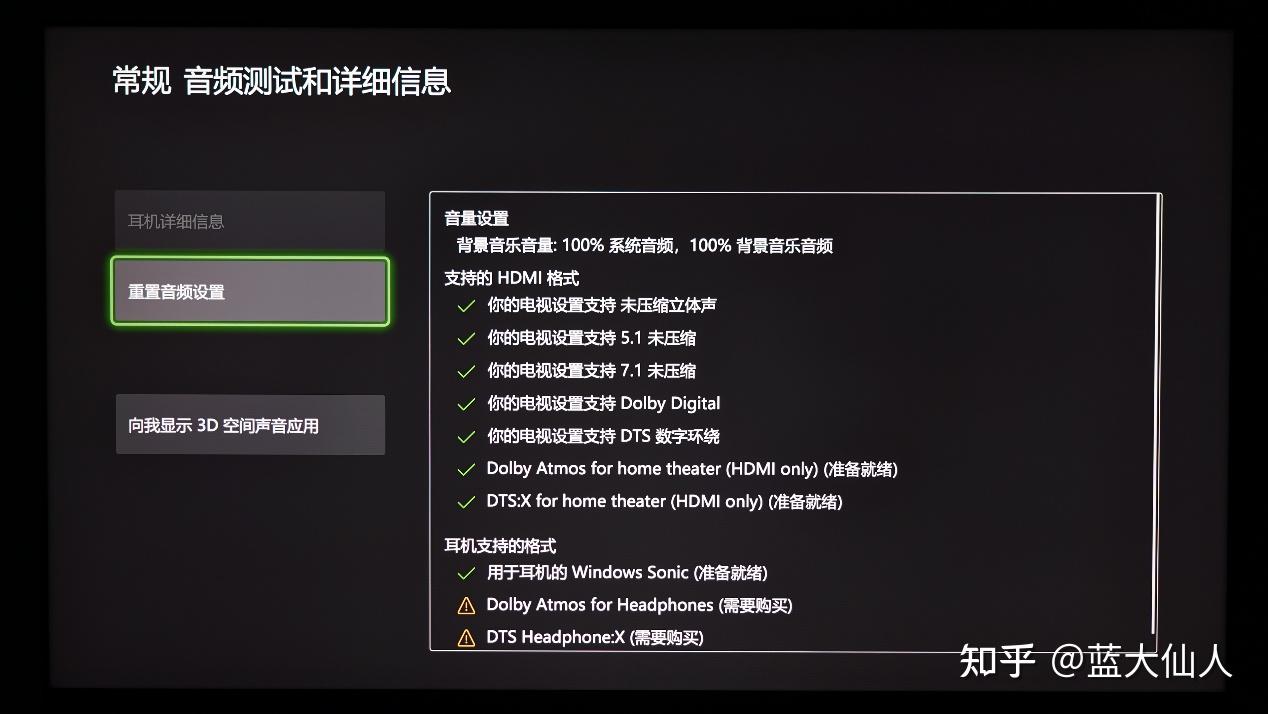 常规 音频测试和详细信息
耳机详细信息
重置音频设置
向我显示 3D 空间声音应用
音量设置
背景音乐音量: 100% 系统音频，100% 背景音乐音频
支持的 HDMI 格式
你的电视设置支持 未压缩立体声
你的电视设置支持 5.1 未压缩
你的电视设置支持 7.1 未压缩
你的电视设置支持 Dolby Digital
你的电视设置支持 DTS 数字环绕
Dolby Atmos for home theater (HDMI only) (准备就绪)
DTS:X for home theater (HDMI only) (准备就绪)
耳机支持的格式
用于耳机的 Windows Sonic (准备就绪)
Dolby Atmos for Headphones (需要购买)
DTS Headphone:X (需要购买)
知乎 @蓝大仙人